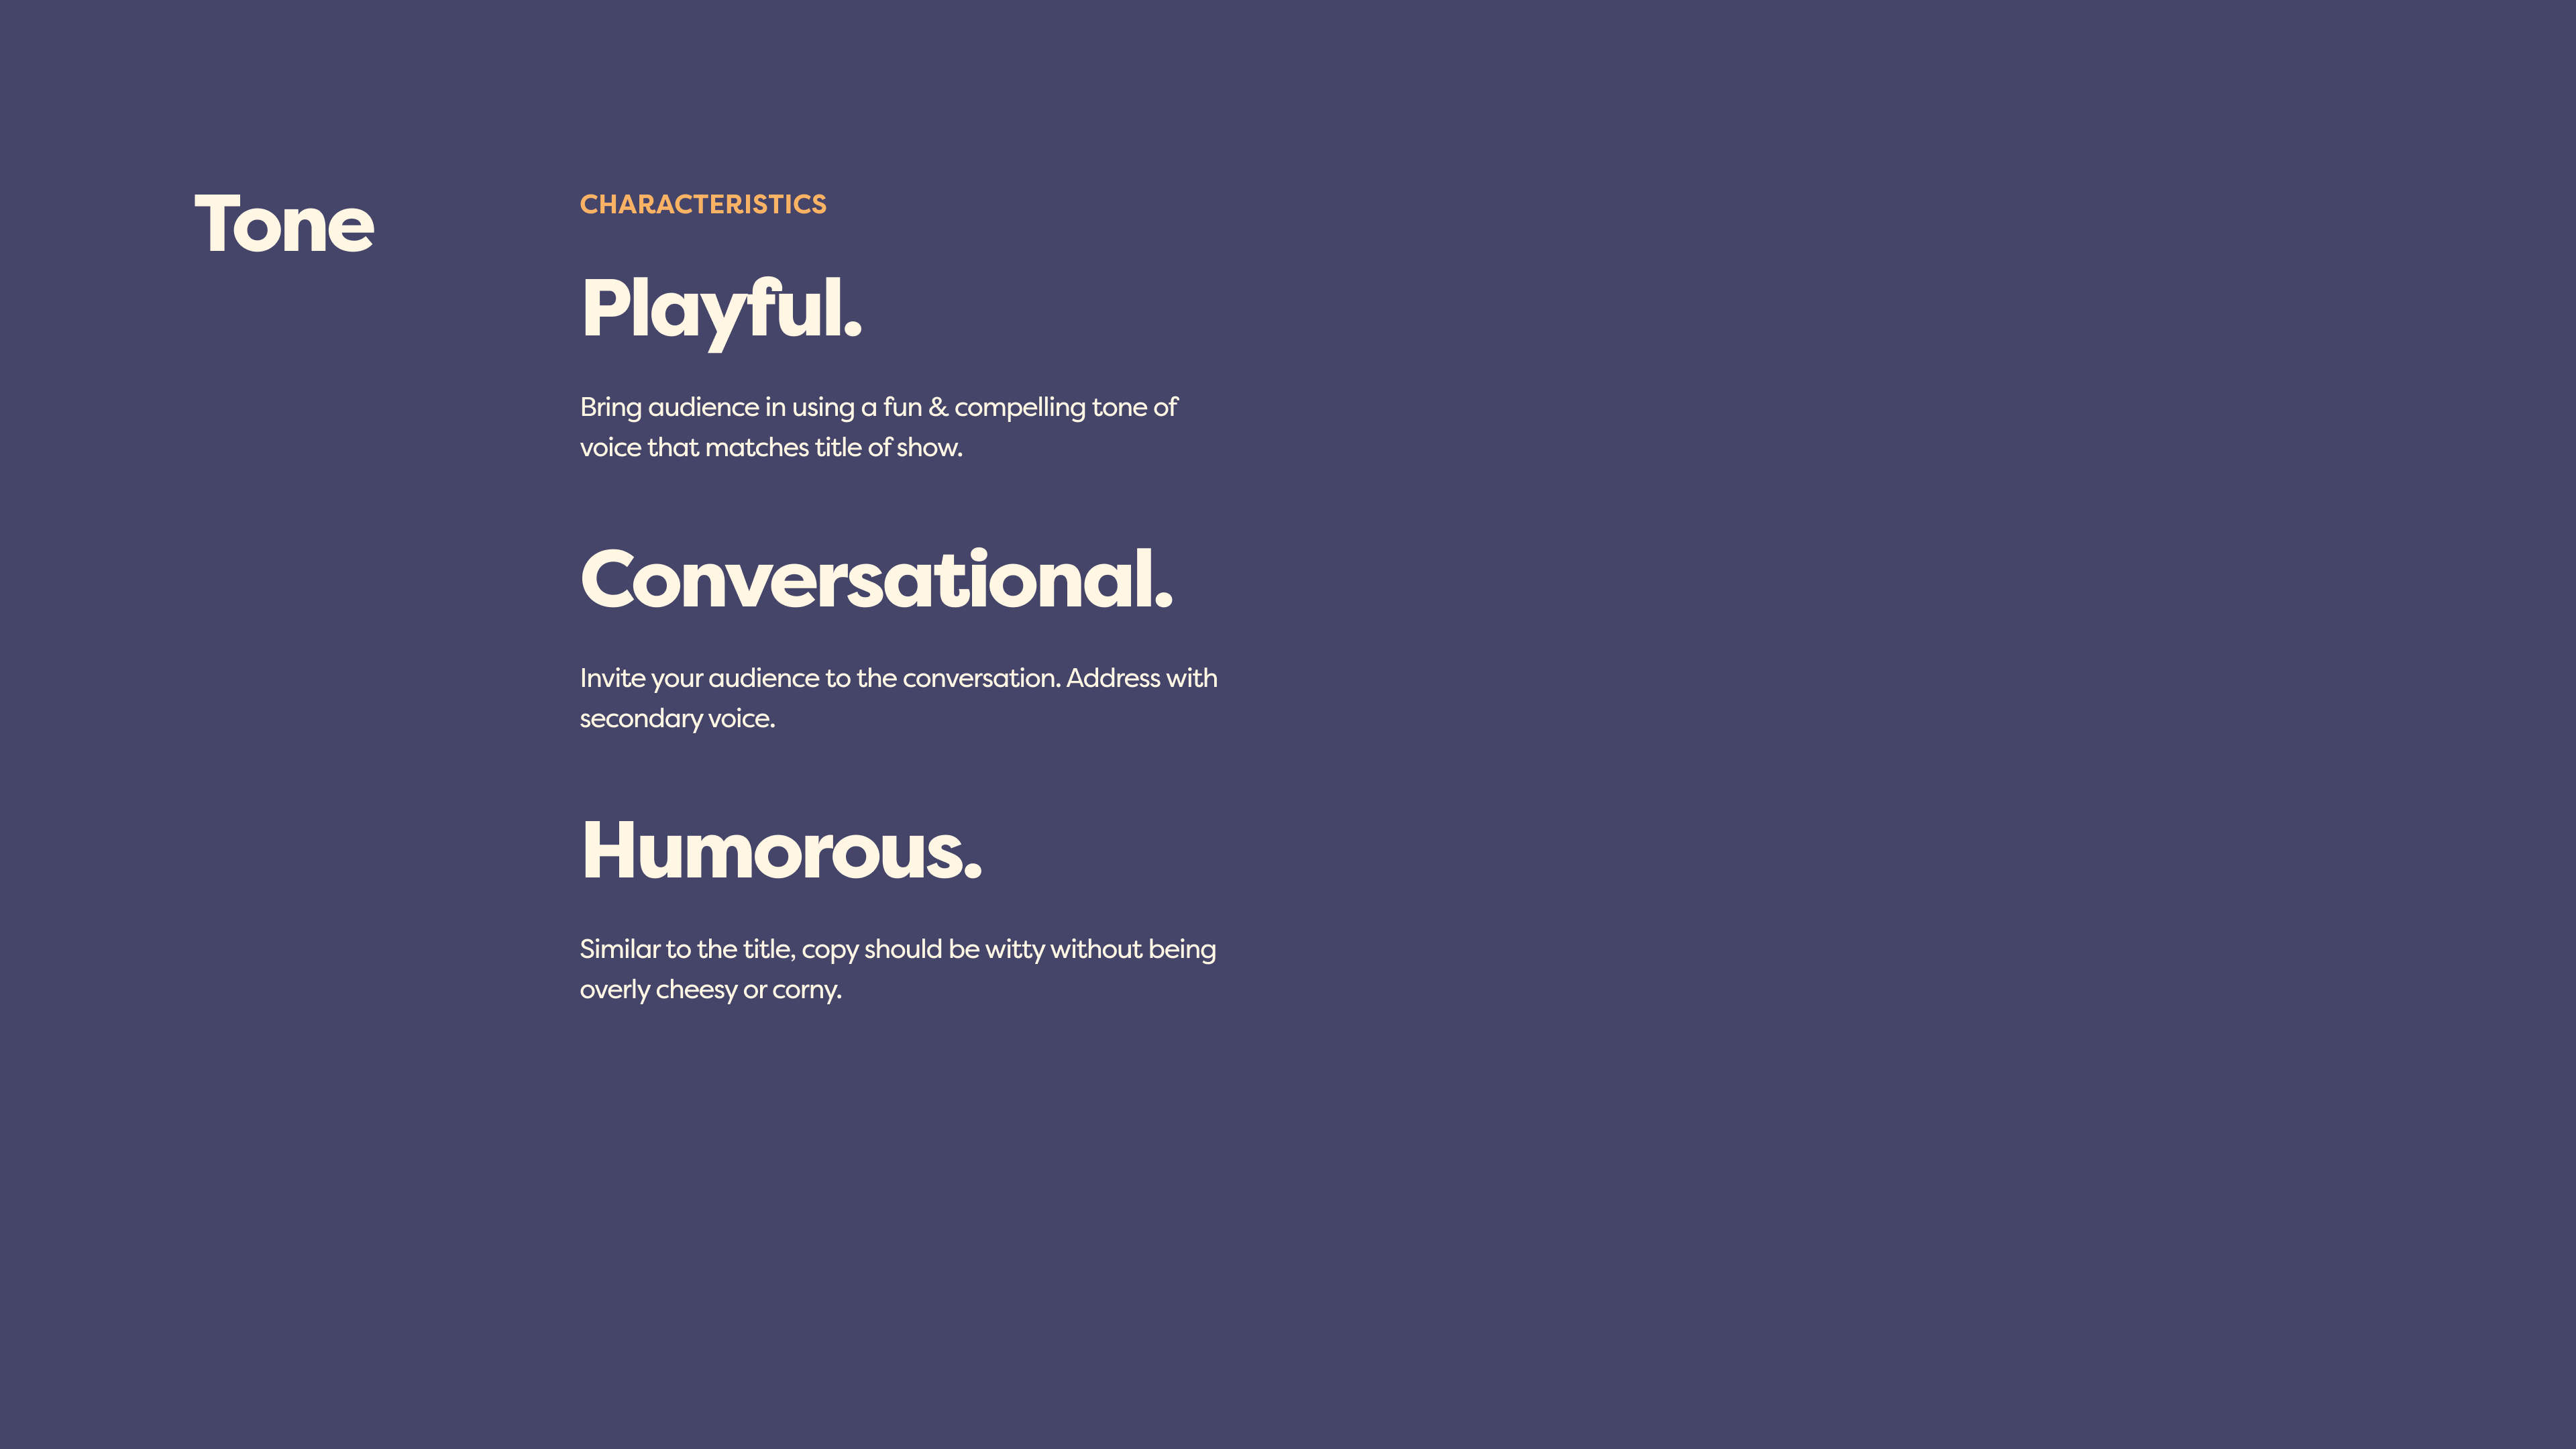 Tone
CHARACTERISTICS
Playful.
Bring audience in using a fun & compelling tone of
voice that matches title of show.
Conversational.
Invite your audience to the conversation. Address with
secondary voice.
Humorous.
Similar to the title, copy should be witty without being
overly cheesy or corny.